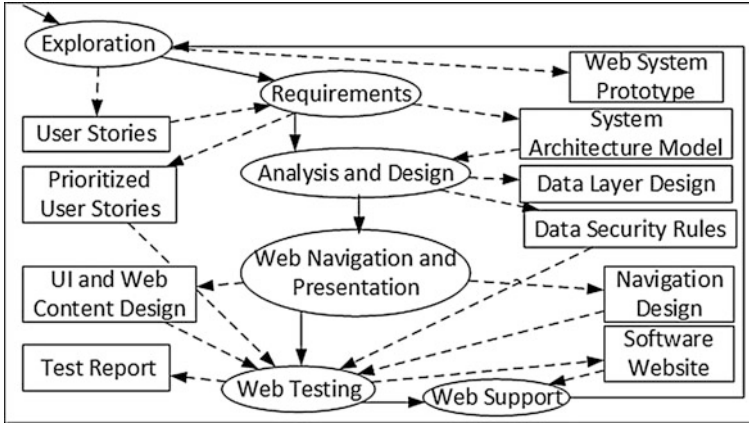 Exploration
Web System
Prototype
Requirements
User Stories
System
Architecture Model
Prioritized
User Stories
Analysis and Design
Data Layer Design
Data Security Rules
Web Navigation and
Presentation
UI and Web
Content Design
Navigation
Design
Software
Website
Test Report
Web Testing
Web Support